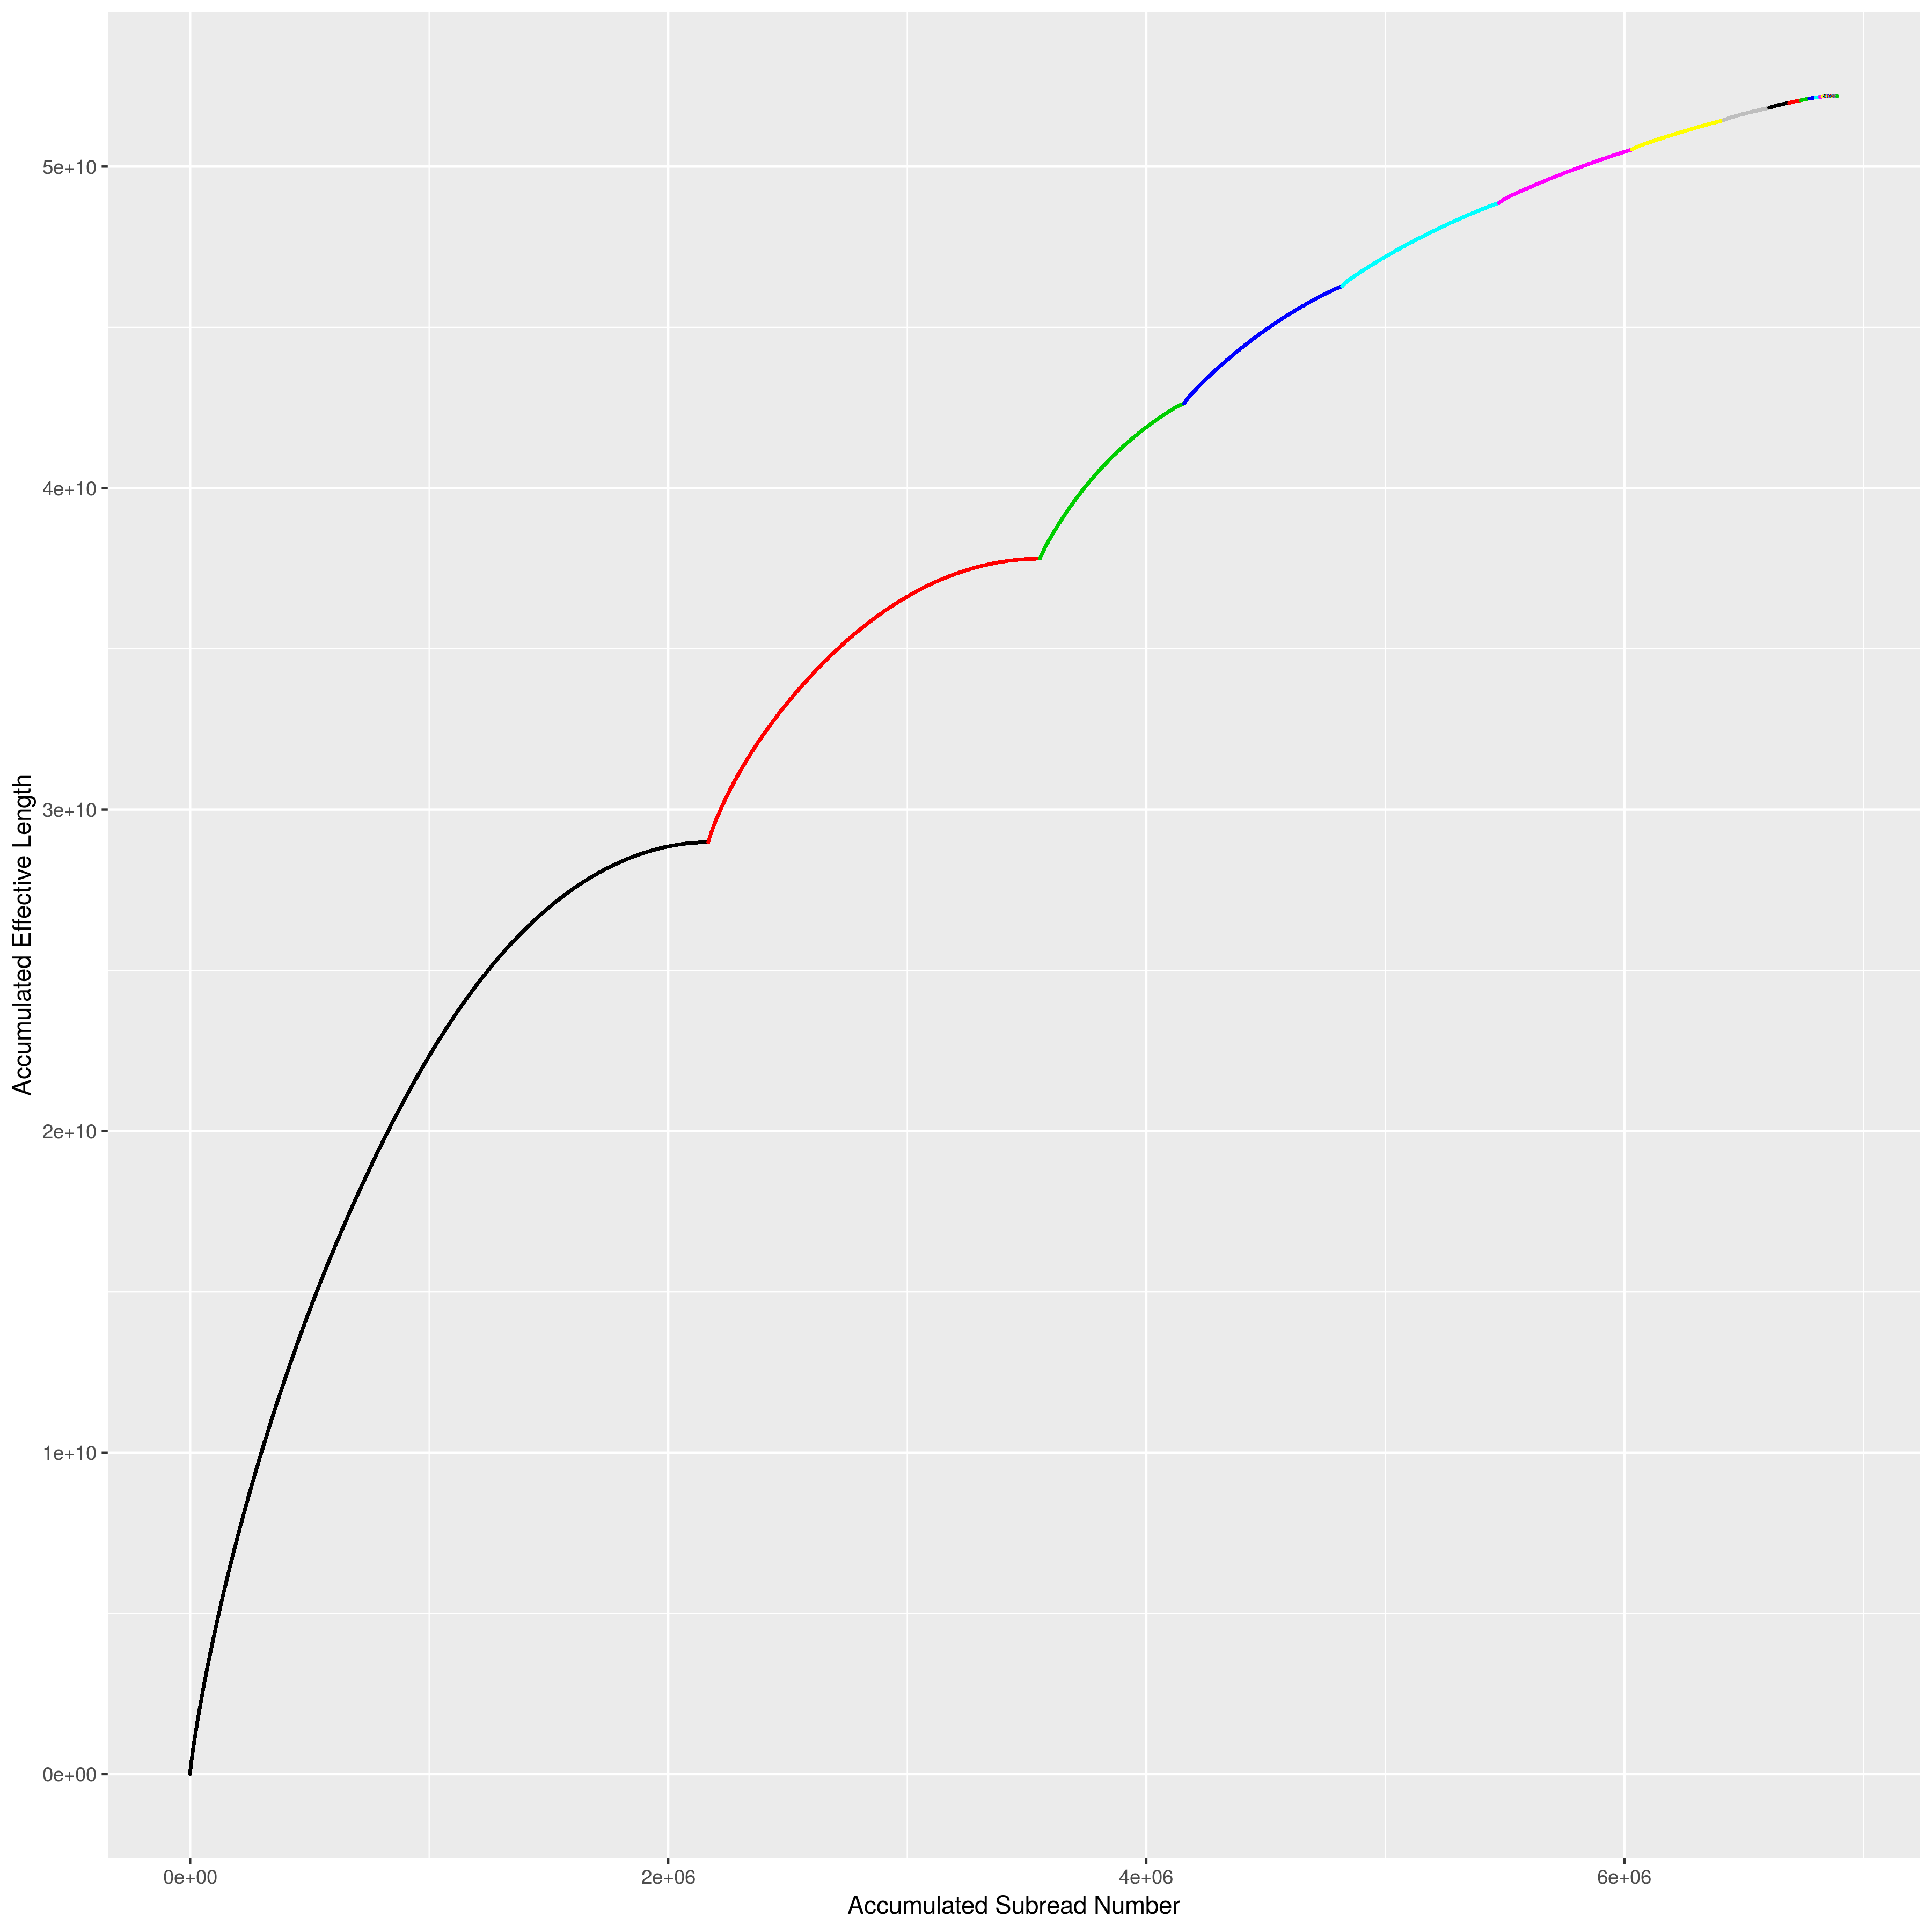 Accumulated Effective Length
5e+10
4e+10
3e+10
2e+10
1e+10
0e+00
0e+00 2e+06 4e+06 6e+06
Accumulated Subread Number